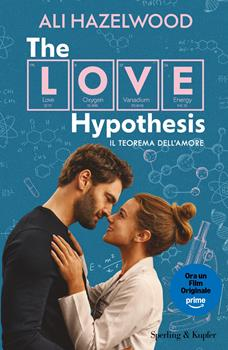 ALI HAZELWOOD
The
L O V E
Love Oxygen Vanadium Energy
Hypothesis
IL TEOREMA DELL'AMORE
Ora un
Film
Originale
prime
Sperling & Kupfer